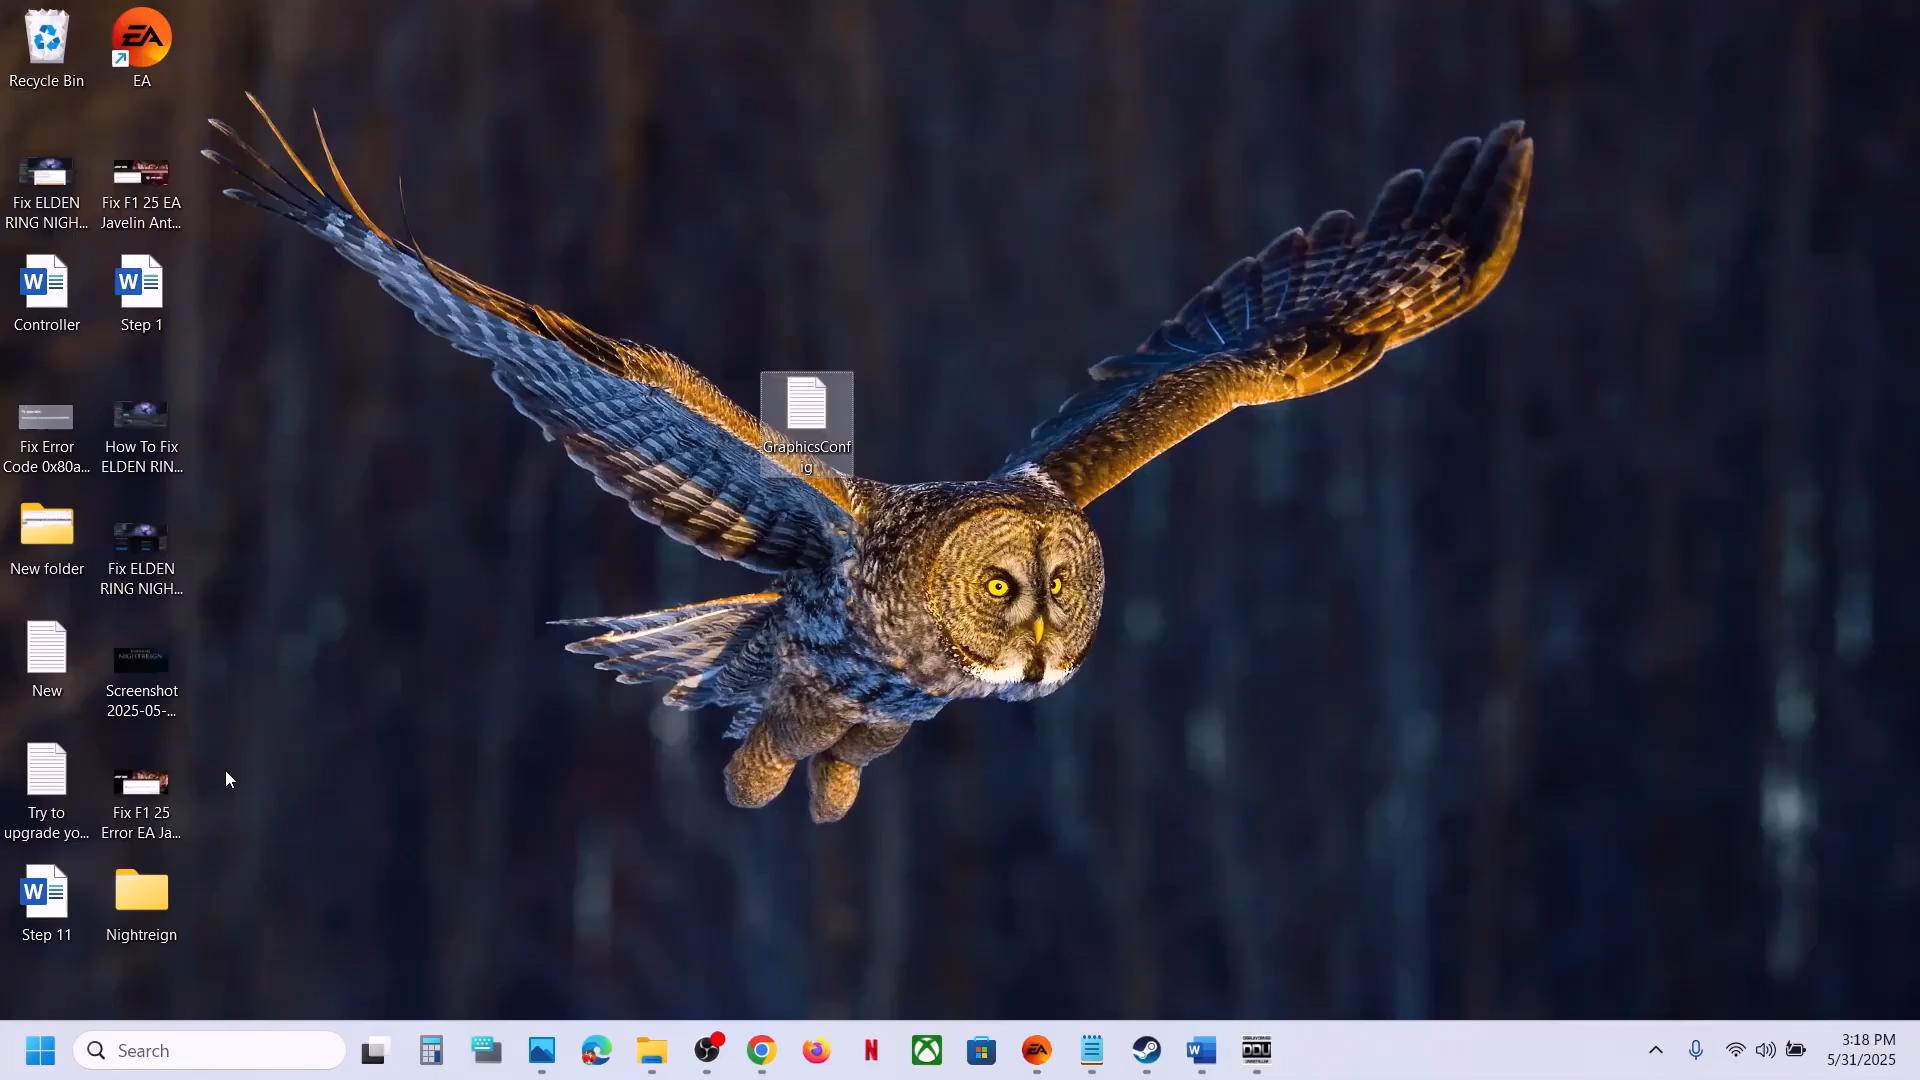 Recycle Bin
EA
Fix ELDEN
RING NIGH...
Fix F1 25 EA
Javelin Ant...
Controller
Step 1
Fix Error
Code 0x80a...
How To Fix
ELDEN RIN...
GraphicsConf
ig
New folder
Fix ELDEN
RING NIGH...
New
Screenshot
2025-05-...
Try to
upgrade yo...
Fix F1 25
Error EA Ja...
Step 11
Nightreign
Search
3:18 PM
5/31/2025